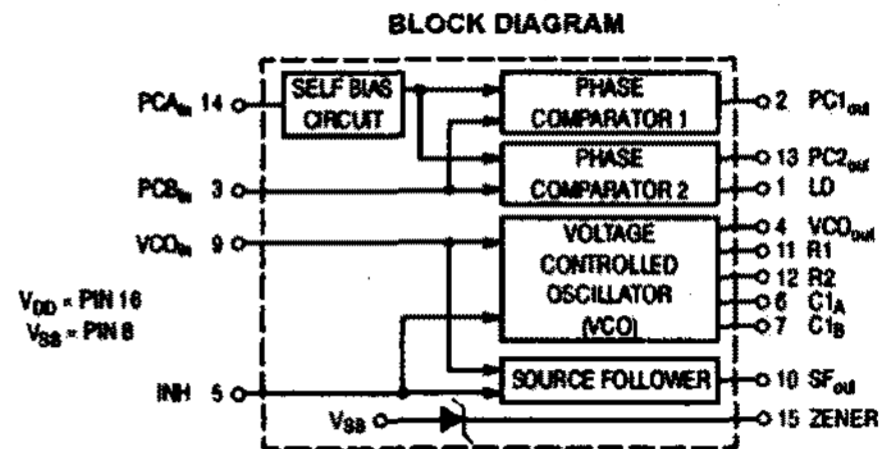 BLOCK DIAGRAM
PCAin 14
SELF BIAS
CIRCUIT
PHASE
COMPARATOR 1
2 PC1out
PHASE
COMPARATOR 2
13 PC2out
1 LD
PCBin 3
VCOin 9
VOLTAGE
CONTROLLED
OSCILLATOR
(VCO)
4 VCOout
11 R1
12 R2
6 C1A
7 C1B
VDD = PIN 16
VSS = PIN 8
INH 5
SOURCE FOLLOWER
10 SFout
VSS
15 ZENER